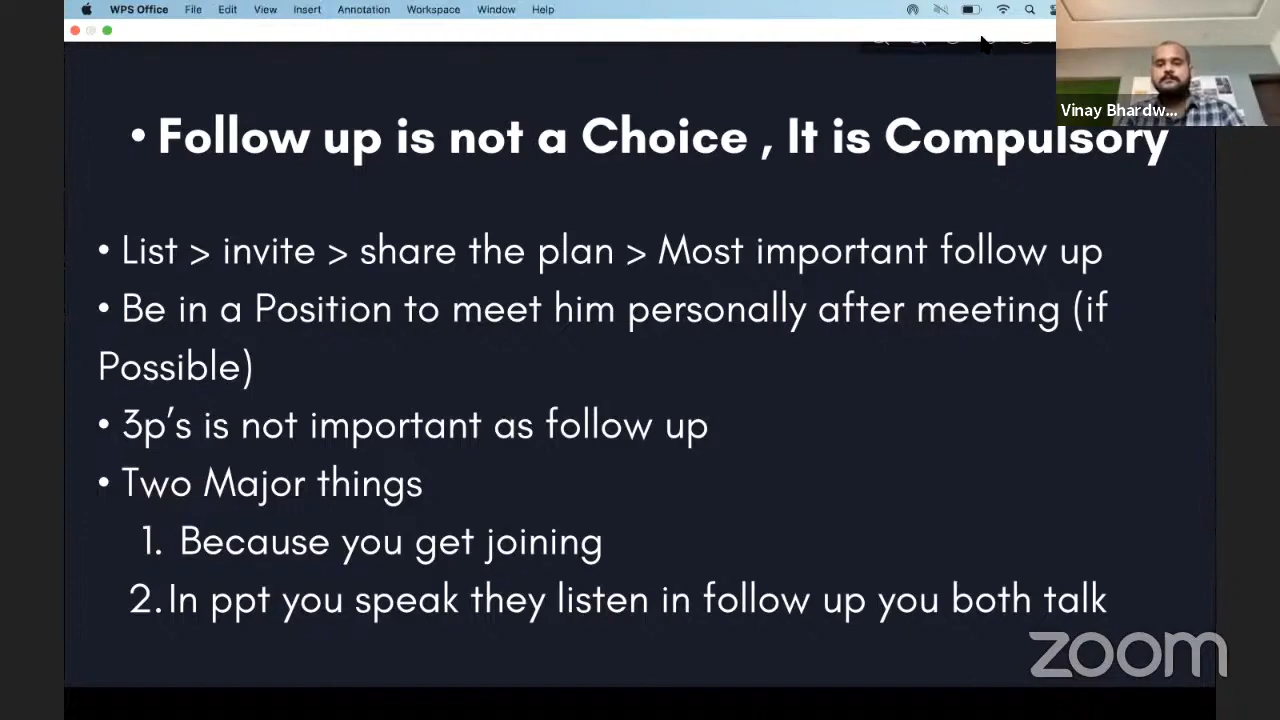 WPS Office File Edit View Insert Annotation Workspace Window Help
Vinay Bhardw...
• Follow up is not a Choice , It is Compulsory
• List > invite > share the plan > Most important follow up
• Be in a Position to meet him personally after meeting (if
Possible)
• 3p's is not important as follow up
• Two Major things
1. Because you get joining
2. In ppt you speak they listen in follow up you both talk
zoom